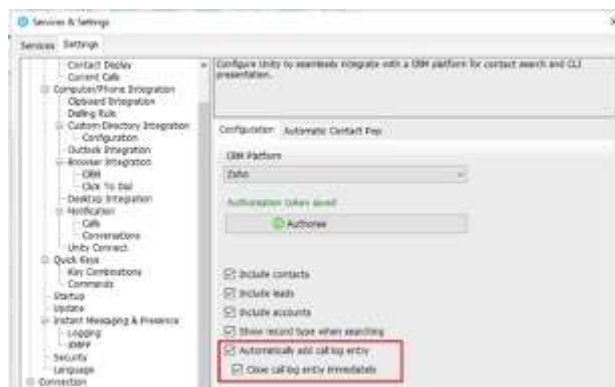 Services & Settings
Services Settings
Contact Display
Current Calls
Computer/Phone Integration
Clipboard Integration
Dialing Rule
Custom Directory Integration
Configuration
Outlook Integration
Browser Integration
CRM
Click To Dial
Desktop Integration
Notification
Calls
Conversations
Unity Connect
Quick Keys
Key Combinations
Commands
Startup
Update
Instant Messaging & Presence
Logging
XMPP
Security
Language
Connection
Configure Unity to seamlessly integrate with a CRM platform for contact search and CLI
presentation.
Configuration Automatic Contact Pop
CRM Platform
Zoho
Authorisation token saved
Authorise
Include contacts
Include leads
Include accounts
Show record type when searching
Automatically add call log entry
Close call log entry immediately